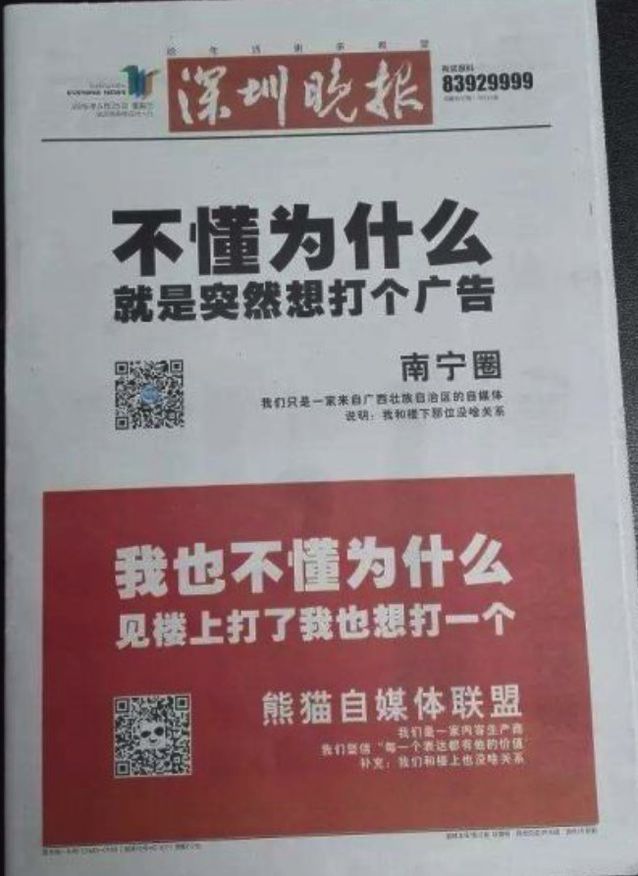 深圳晚报
EVENING NEWS
83929999
不懂为什么
就是突然想打个广告
南宁圈
我们只是一家来自广西壮族自治区的自媒体
说明:我和楼下那位没啥关系
我也不懂为什么
见楼上打了我也想打一个
熊猫自媒体联盟
我们是一家内容生产商
我们坚信“每一个表达都有他的价值
补充:我们和楼上也没啥关系